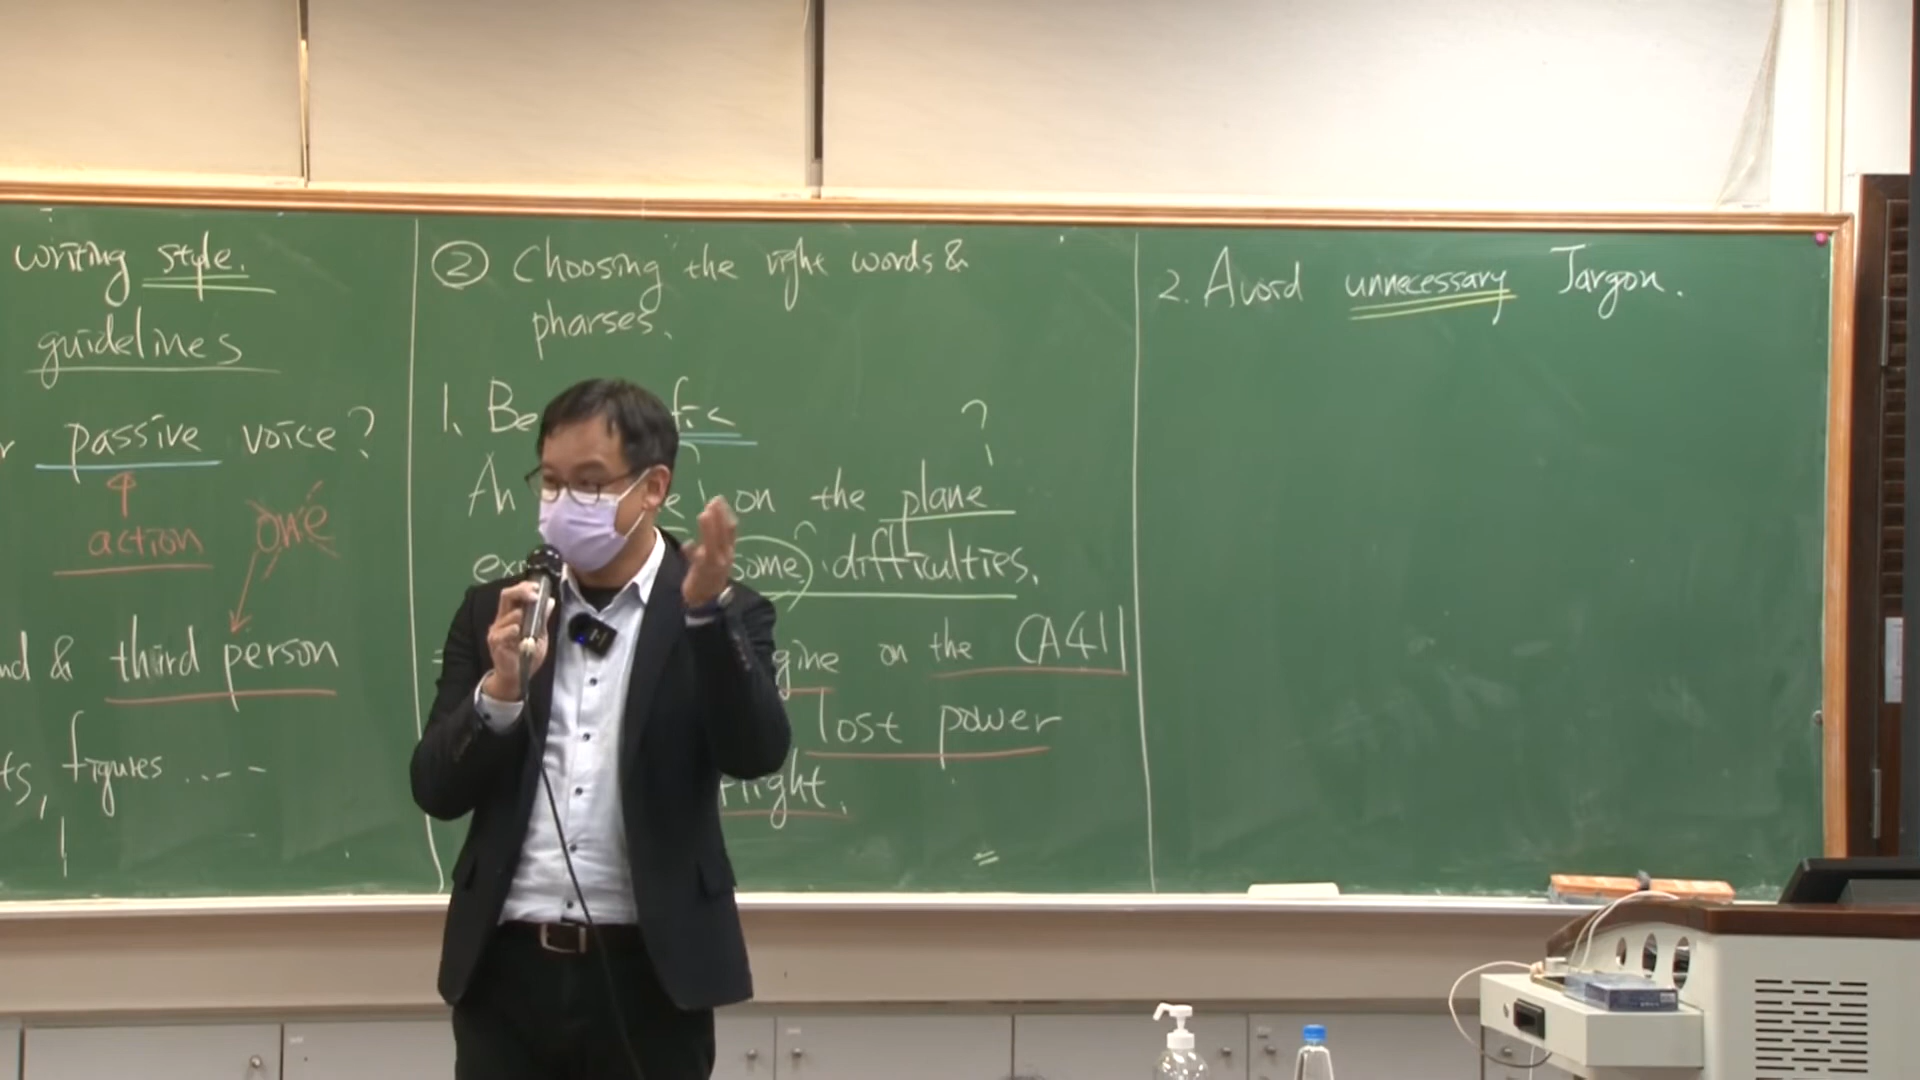 writing style.
guidelines
passive voice?
action
one
& third person
figures ....
② Choosing the right words &
pharses.
1. Be
?
An on the plane
some difficulties.
on the CA411
lost power
flight.
2. Avoid unnecessary Jargon.